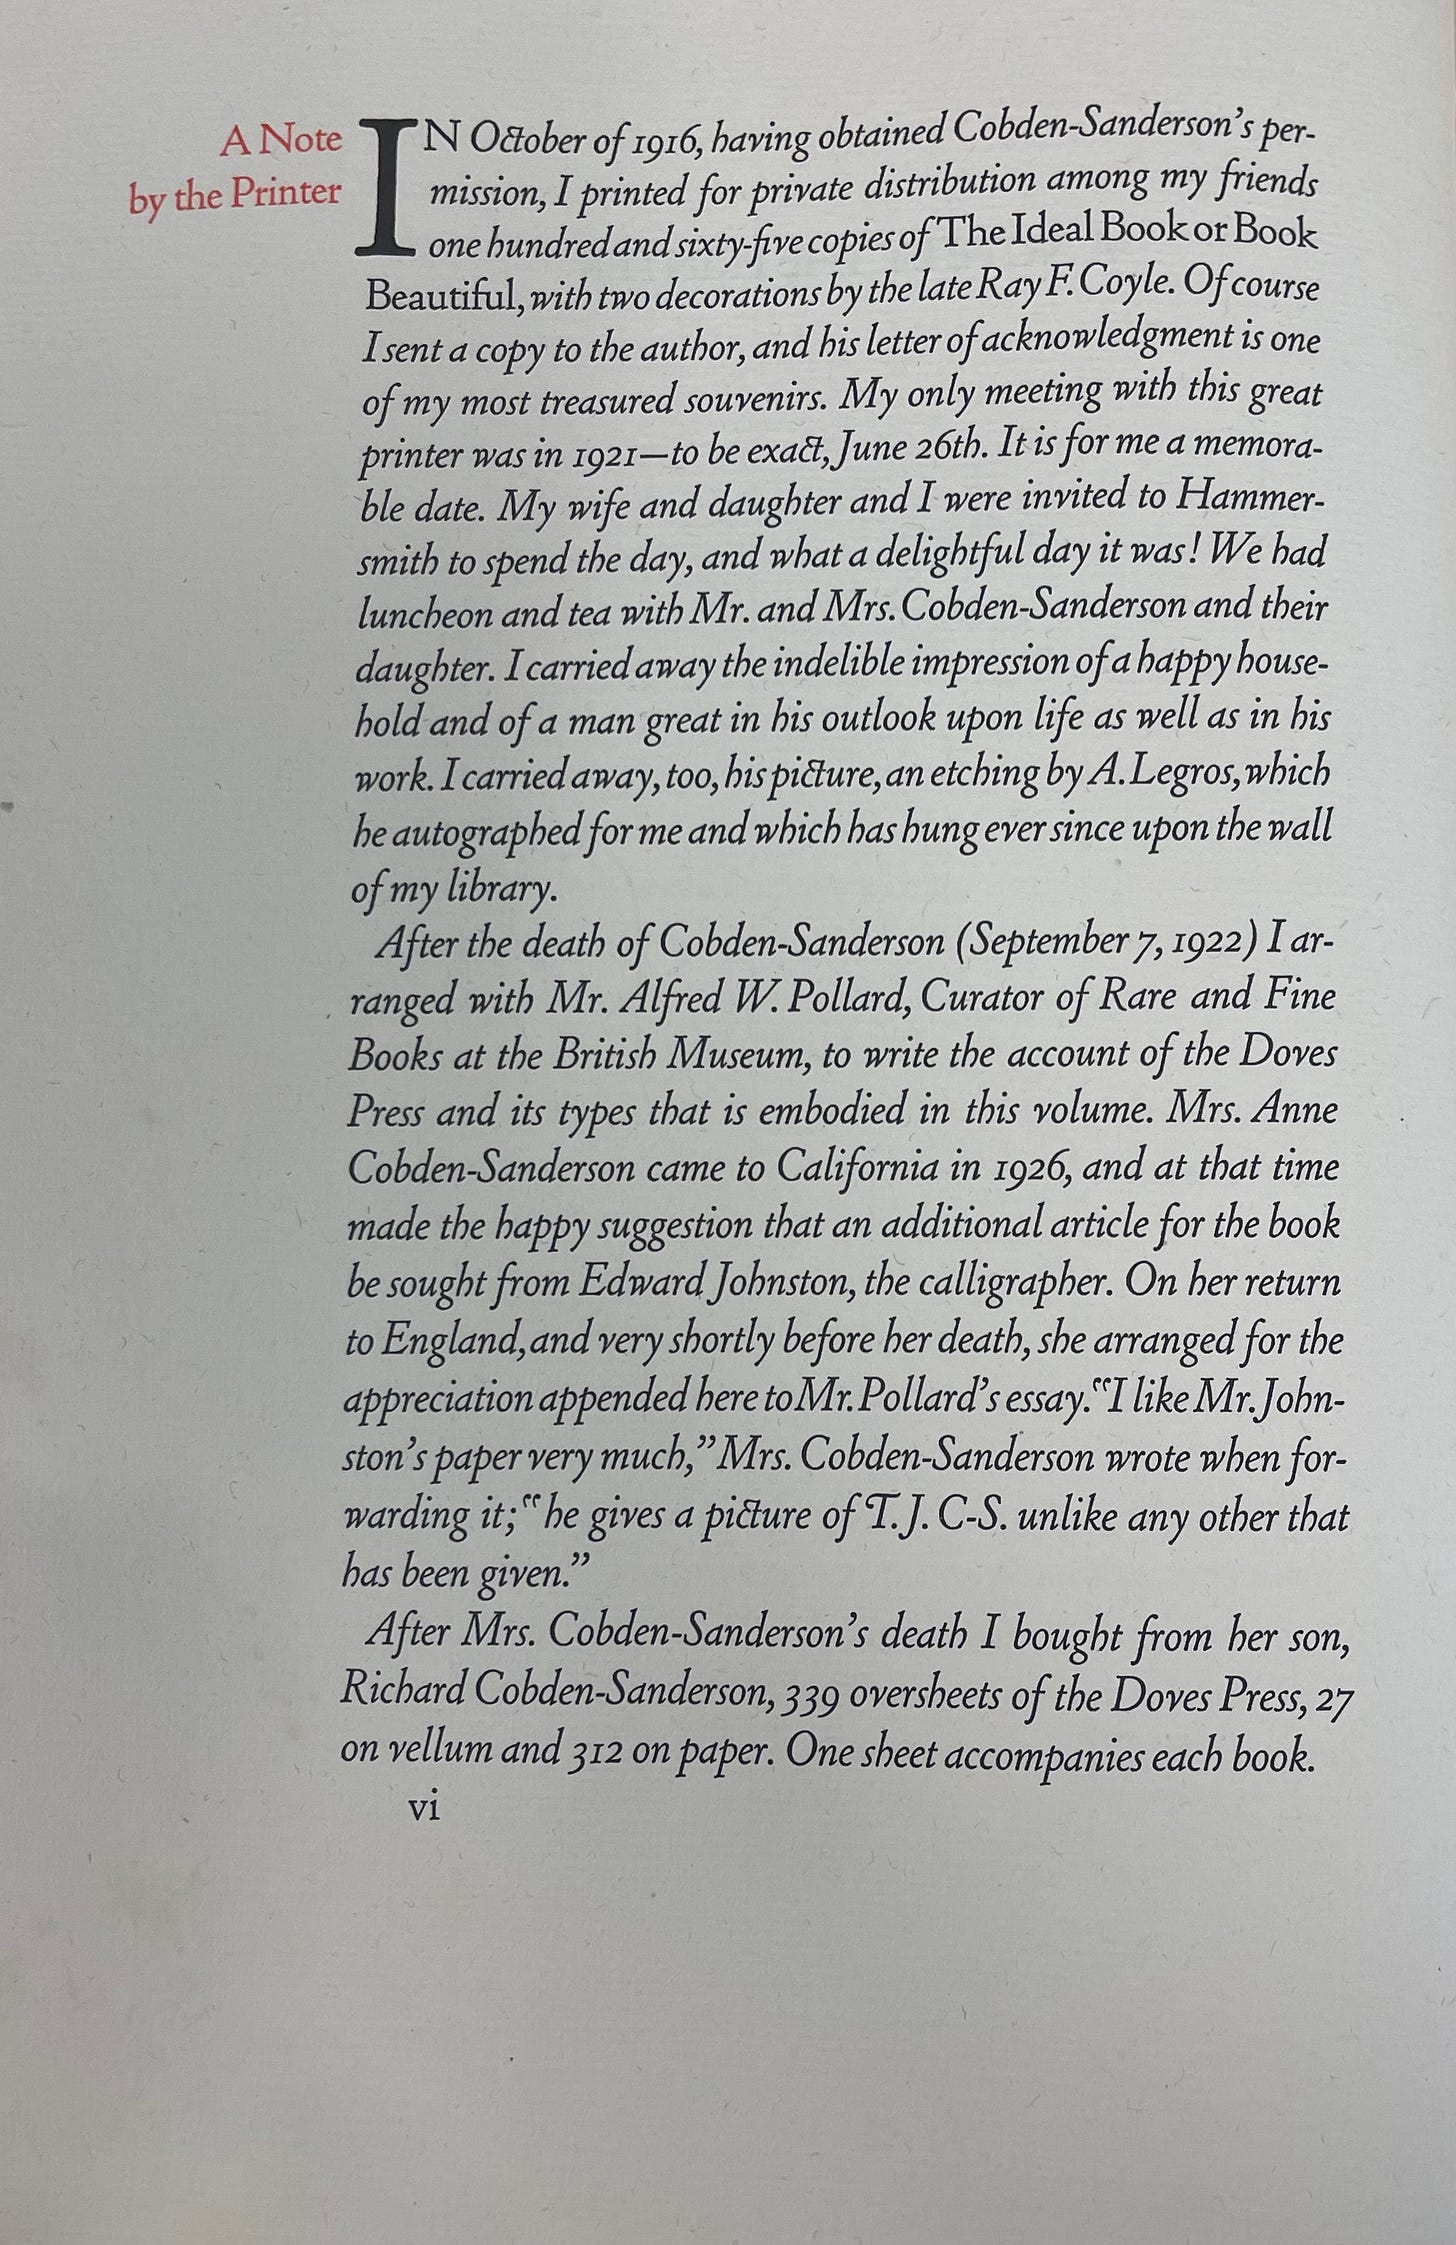 A Note
by the Printer
IN October of 1916, having obtained Cobden-Sanderson's per-
mission, I printed for private distribution among my friends
one hundred and sixty-five copies of The Ideal Book or Book
Beautiful, with two decorations by the late Ray F. Coyle. Of course
I sent a copy to the author, and his letter of acknowledgment is one
of my most treasured souvenirs. My only meeting with this great
printer was in 1921—to be exact, June 26th. It is for me a memora-
ble date. My wife and daughter and I were invited to Hammer-
smith to spend the day, and what a delightful day it was! We had
luncheon and tea with Mr. and Mrs. Cobden-Sanderson and their
daughter. I carried away the indelible impression of a happy house-
hold and of a man great in his outlook upon life as well as in his
work. I carried away, too, his picture, an etching by A. Legros, which
he autographed for me and which has hung ever since upon the wall
of my library.
After the death of Cobden-Sanderson (September 7, 1922) I ar-
ranged with Mr. Alfred W. Pollard, Curator of Rare and Fine
Books at the British Museum, to write the account of the Doves
Press and its types that is embodied in this volume. Mrs. Anne
Cobden-Sanderson came to California in 1926, and at that time
made the happy suggestion that an additional article for the book
be sought from Edward Johnston, the calligrapher. On her return
to England, and very shortly before her death, she arranged for the
appreciation appended here to Mr. Pollard's essay. "I like Mr. John-
ston's paper very much," Mrs. Cobden-Sanderson wrote when for-
warding it; "he gives a picture of T. J. C-S. unlike any other that
has been given."
After Mrs. Cobden-Sanderson's death I bought from her son,
Richard Cobden-Sanderson, 339 oversheets of the Doves Press, 27
on vellum and 312 on paper. One sheet accompanies each book.
vi